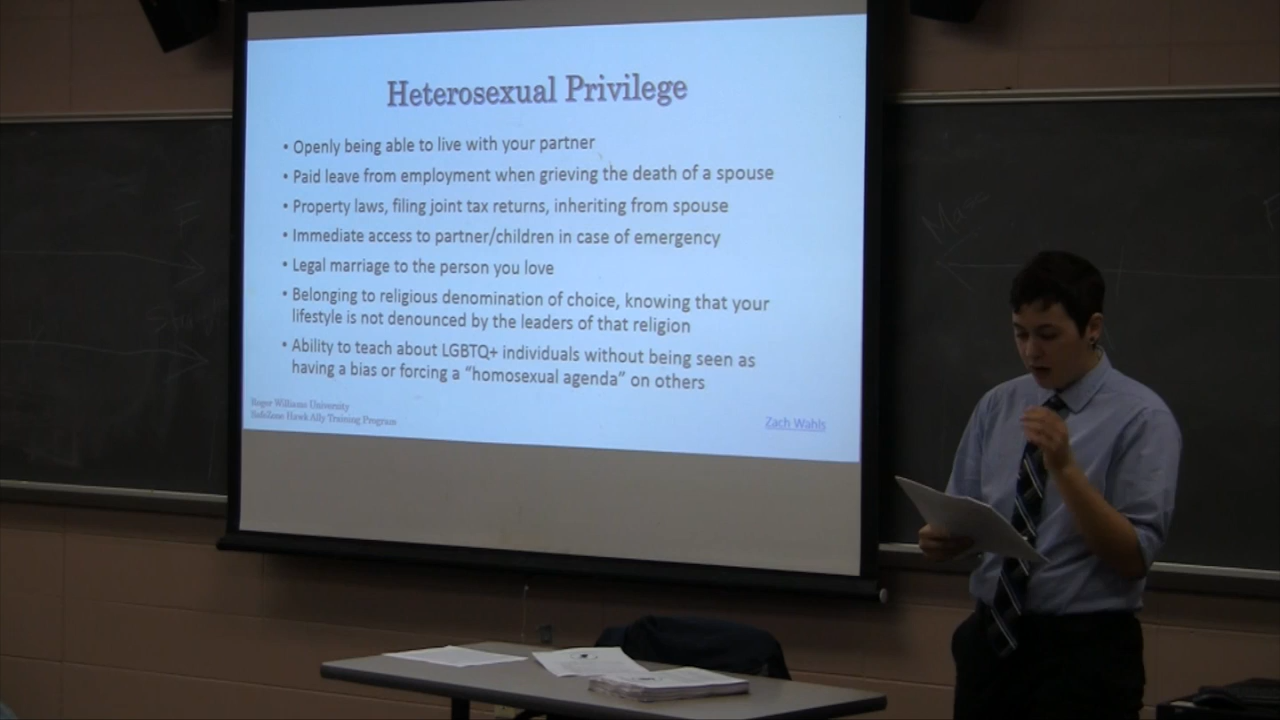 Heterosexual Privilege
• Openly being able to live with your partner
• Paid leave from employment when grieving the death of a spouse
• Property laws, filing joint tax returns, inheriting from spouse
• Immediate access to partner/children in case of emergency
• Legal marriage to the person you love
• Belonging to religious denomination of choice, knowing that your
lifestyle is not denounced by the leaders of that religion
• Ability to teach about LGBTQ+ individuals without being seen as
having a bias or forcing a “homosexual agenda” on others
Roger Williams University
SafeZone Hawk Ally Training Program
Zach Wahls